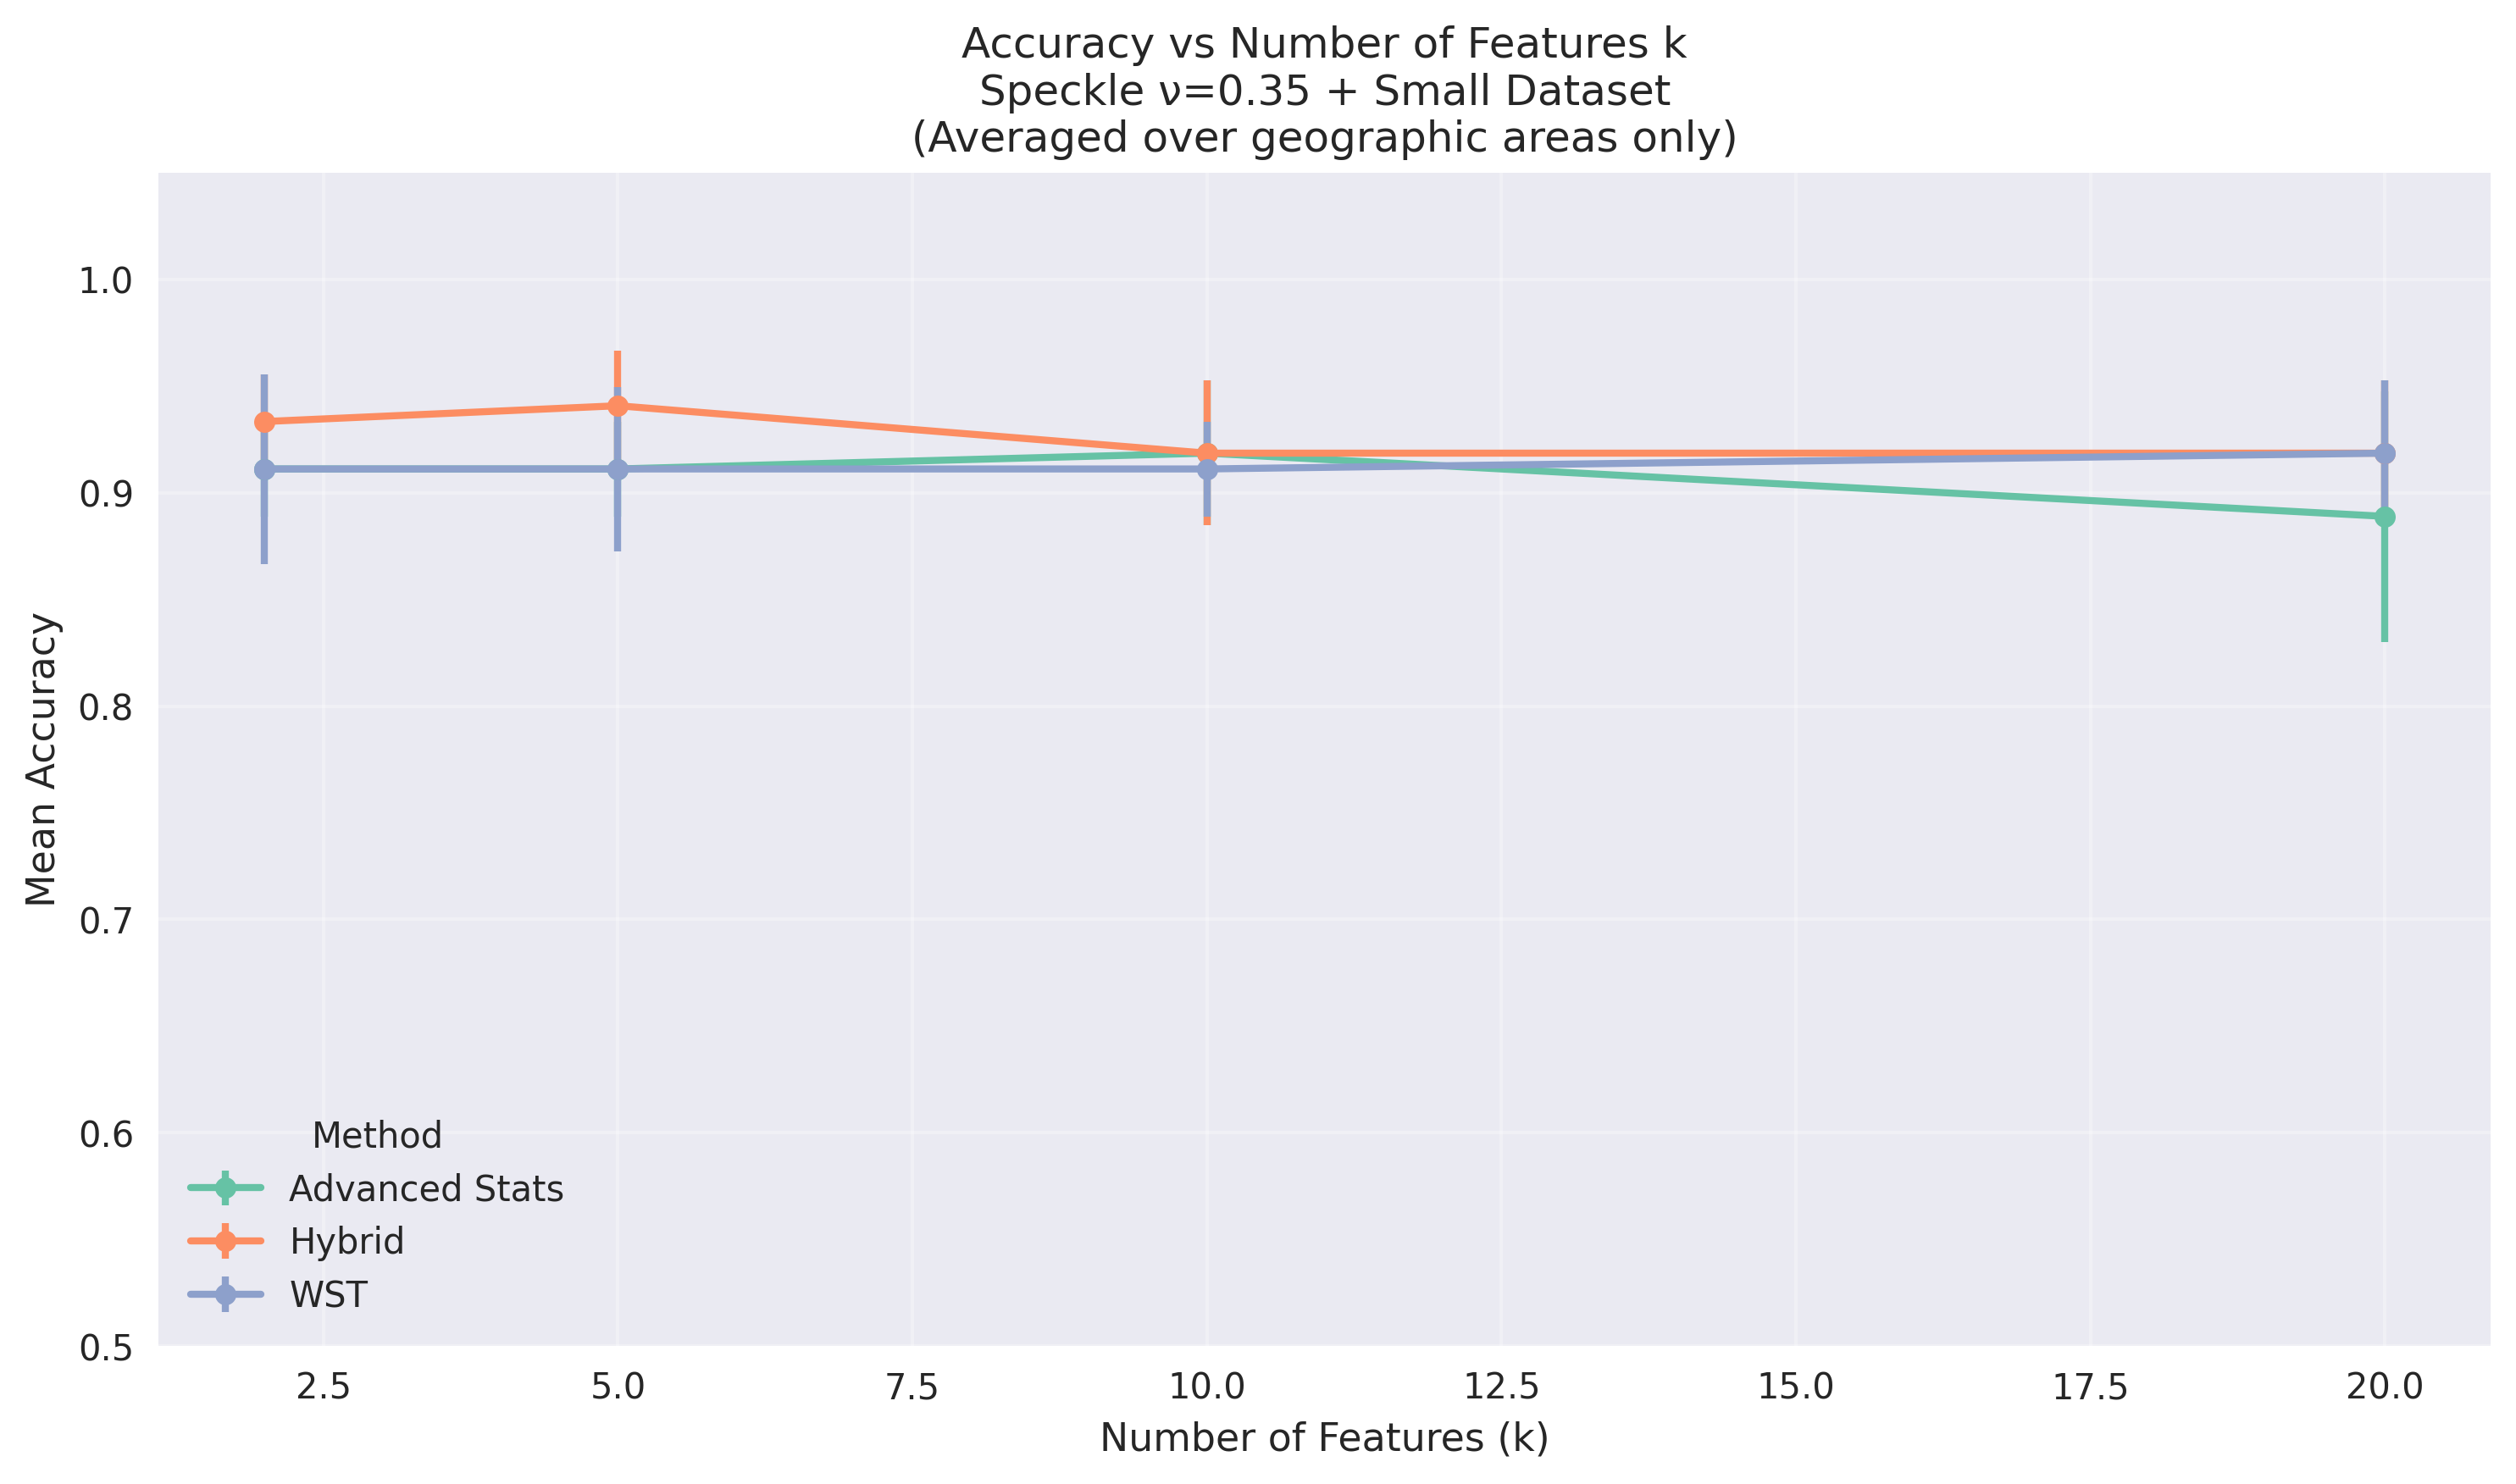 Accuracy vs Number of Features k
Speckle ν=0.35 + Small Dataset
(Averaged over geographic areas only)
Mean Accuracy
1.0
0.9
0.8
0.7
0.6
0.5
Method
Advanced Stats
Hybrid
WST
2.5 5.0 7.5 10.0 12.5 15.0 17.5 20.0
Number of Features (k)